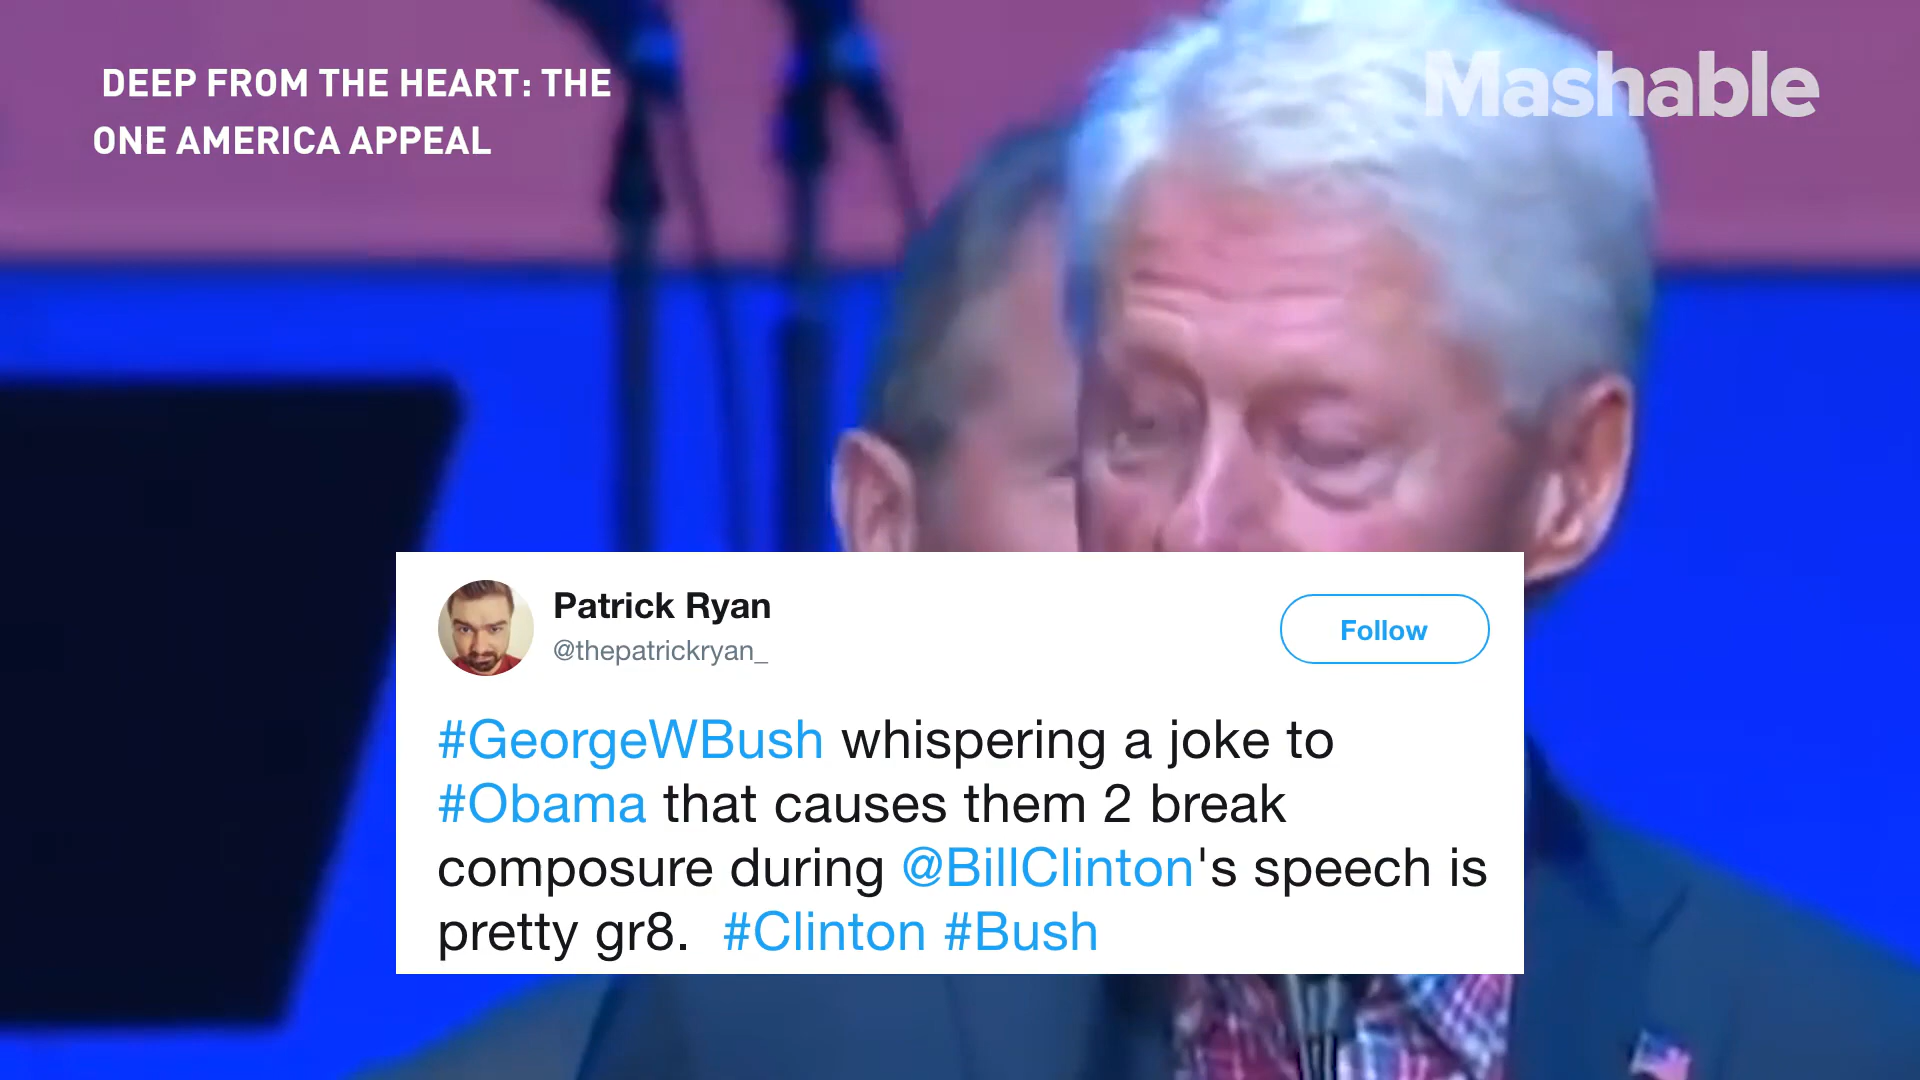 DEEP FROM THE HEART: THE
ONE AMERICA APPEAL
Mashable
Patrick Ryan
@thepatrickryan_
Follow
#GeorgeWBush whispering a joke to
#Obama that causes them 2 break
composure during @BillClinton's speech is
pretty gr8. #Clinton #Bush